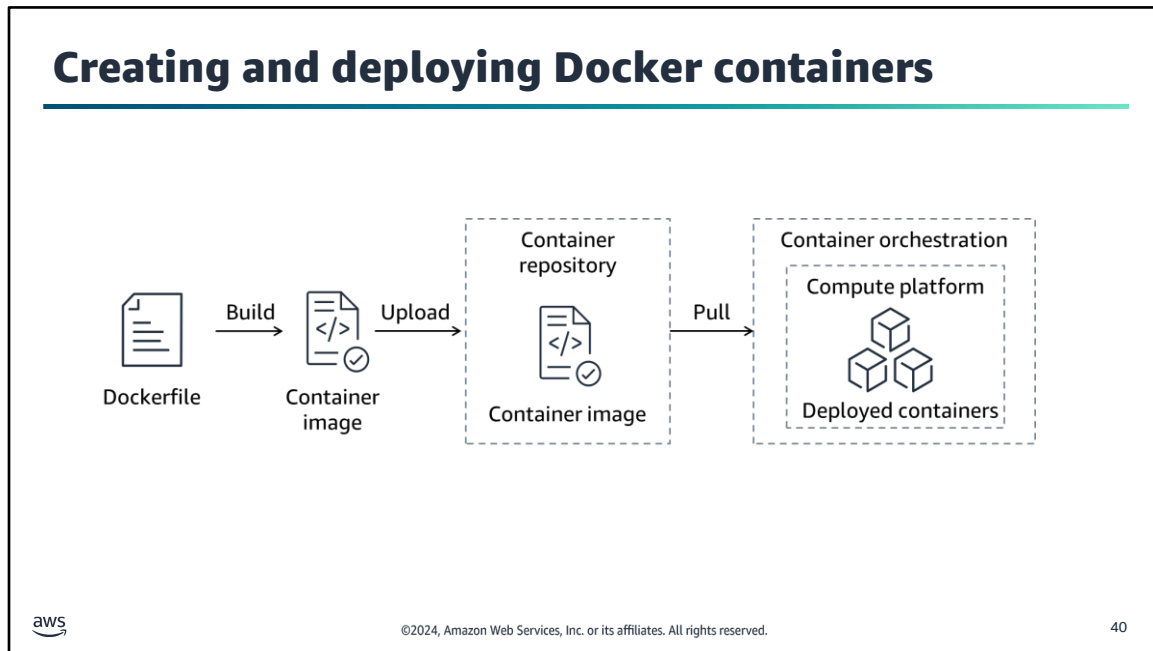 Creating and deploying Docker containers
Dockerfile
Build
</>
Container
image
Upload
Container
repository
</>
Container image
Pull
Container orchestration
Compute platform
Deployed containers
aws
©2024, Amazon Web Services, Inc. or its affiliates. All rights reserved.
40